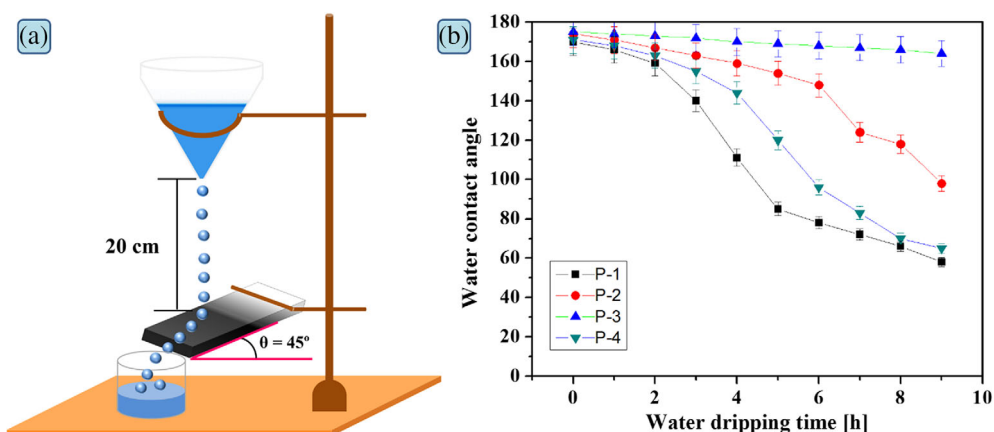 (a)
20 cm
θ = 45°
(b)
Water contact angle
180
160
140
120
100
80
60
40
20
0
P-1
P-2
P-3
P-4
0 2 4 6 8 10
Water dripping time [h]